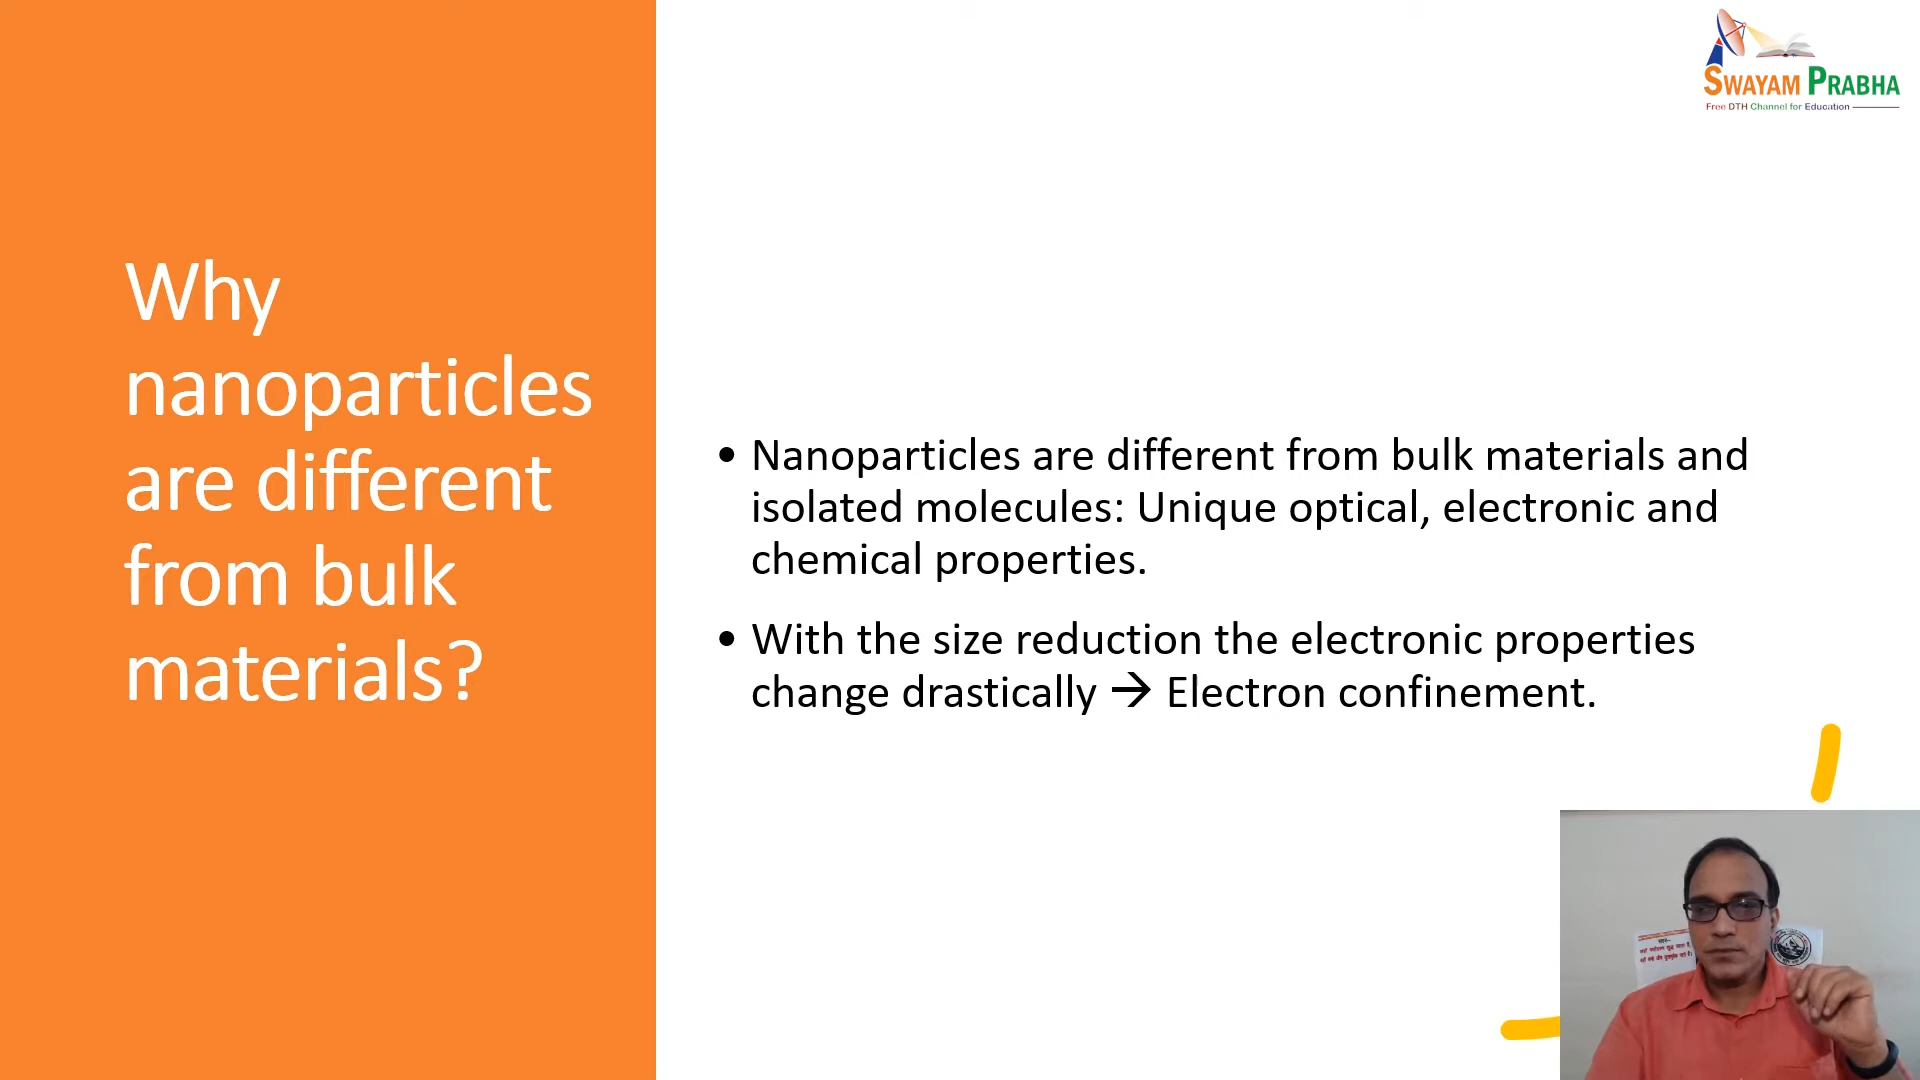 SWAYAM PRABHA
Free DTH Channel for Education
Why
nanoparticles
are different
from bulk
materials?
• Nanoparticles are different from bulk materials and
isolated molecules: Unique optical, electronic and
chemical properties.
• With the size reduction the electronic properties
change drastically → Electron confinement.